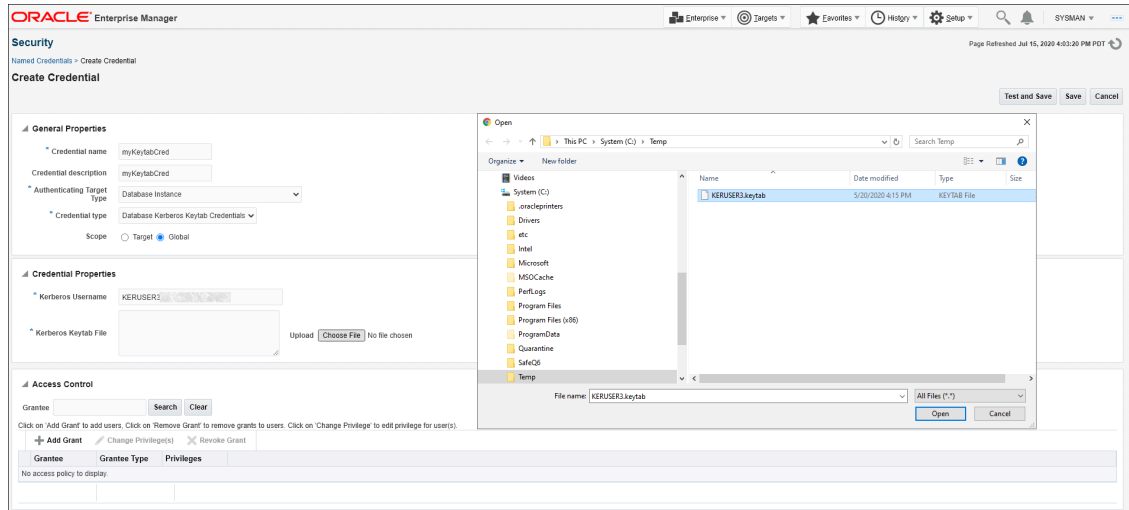 ORACLE Enterprise Manager
Enterprise Targets Favorites History Setup SYSMAN
Security
Page Refreshed Jul 15, 2020 4:03:20 PM PDT
Named Credentials > Create Credential
Create Credential
Test and Save Save Cancel
General Properties
* Credential name myKeytabCred
Credential description myKeytabCred
* Authenticating Target
Type
Database Instance
* Credential type Database Kerberos Keytab Credentials
Scope Target Global
Credential Properties
* Kerberos Username KERUSER3
* Kerberos Keytab File
Upload Choose File No file chosen
Access Control
Grantee Search Clear
Click on 'Add Grant' to add users, Click on 'Remove Grant' to remove grants to users. Click on 'Change Privilege' to edit privilege for user(s).
Add Grant Change Privilege(s) Revoke Grant
Grantee Grantee Type Privileges
No access policy to display.
Open
This PC > System (C:) > Temp
Search Temp
Organize New folder
Videos
System (C:)
.oracleprinters
Drivers
etc
Intel
Microsoft
MSOCache
PerfLogs
Program Files
Program Files (x86)
ProgramData
Quarantine
SafeQ6
Temp
Name Date modified Type Size
KERUSER3.keytab 5/20/2020 4:15 PM KEYTAB File
File name: KERUSER3.keytab All Files (*.*)
Open Cancel